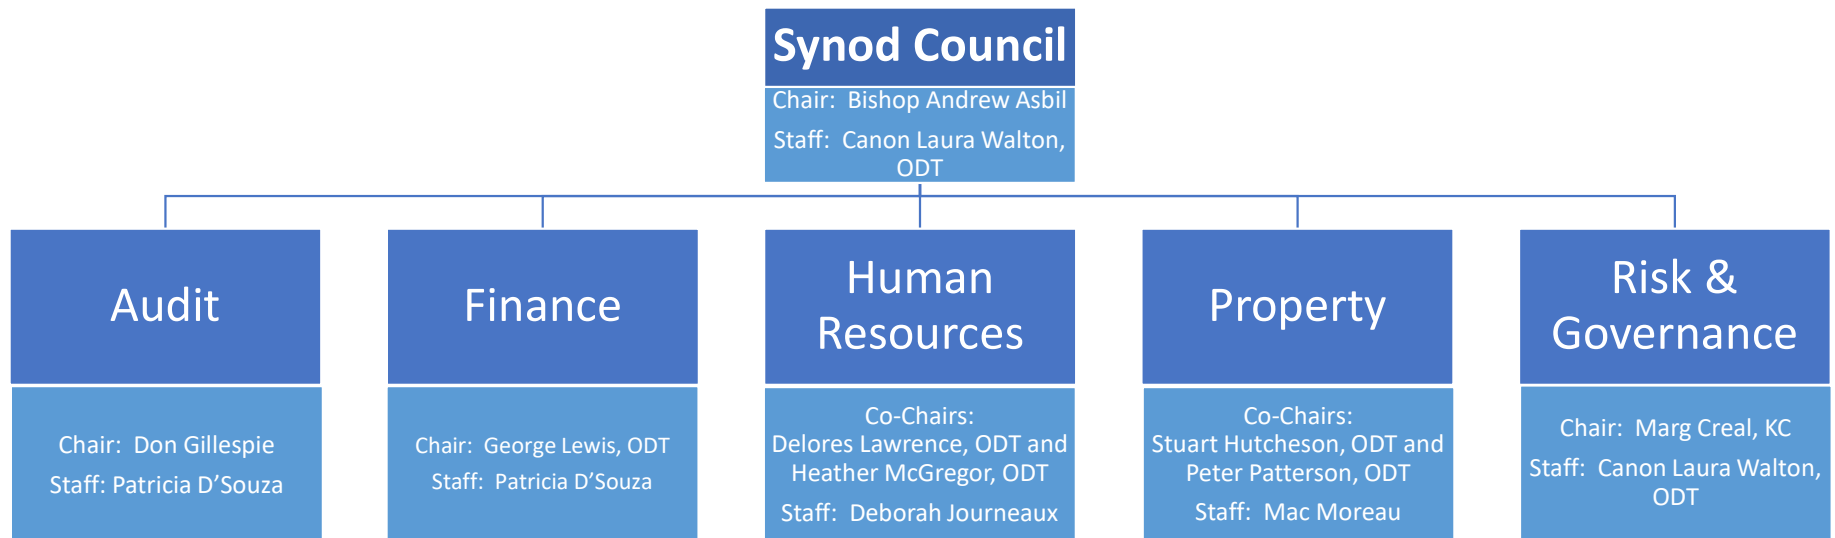 Synod Council
Chair: Bishop Andrew Asbil
Staff: Canon Laura Walton,
ODT
Audit
Chair: Don Gillespie
Staff: Patricia D’Souza
Finance
Chair: George Lewis, ODT
Staff: Patricia D’Souza
Human
Resources
Co-Chairs:
Delores Lawrence, ODT and
Heather McGregor, ODT
Staff: Deborah Journeaux
Property
Co-Chairs:
Stuart Hutcheson, ODT and
Peter Patterson, ODT
Staff: Mac Moreau
Risk &
Governance
Chair: Marg Creal, KC
Staff: Canon Laura Walton,
ODT